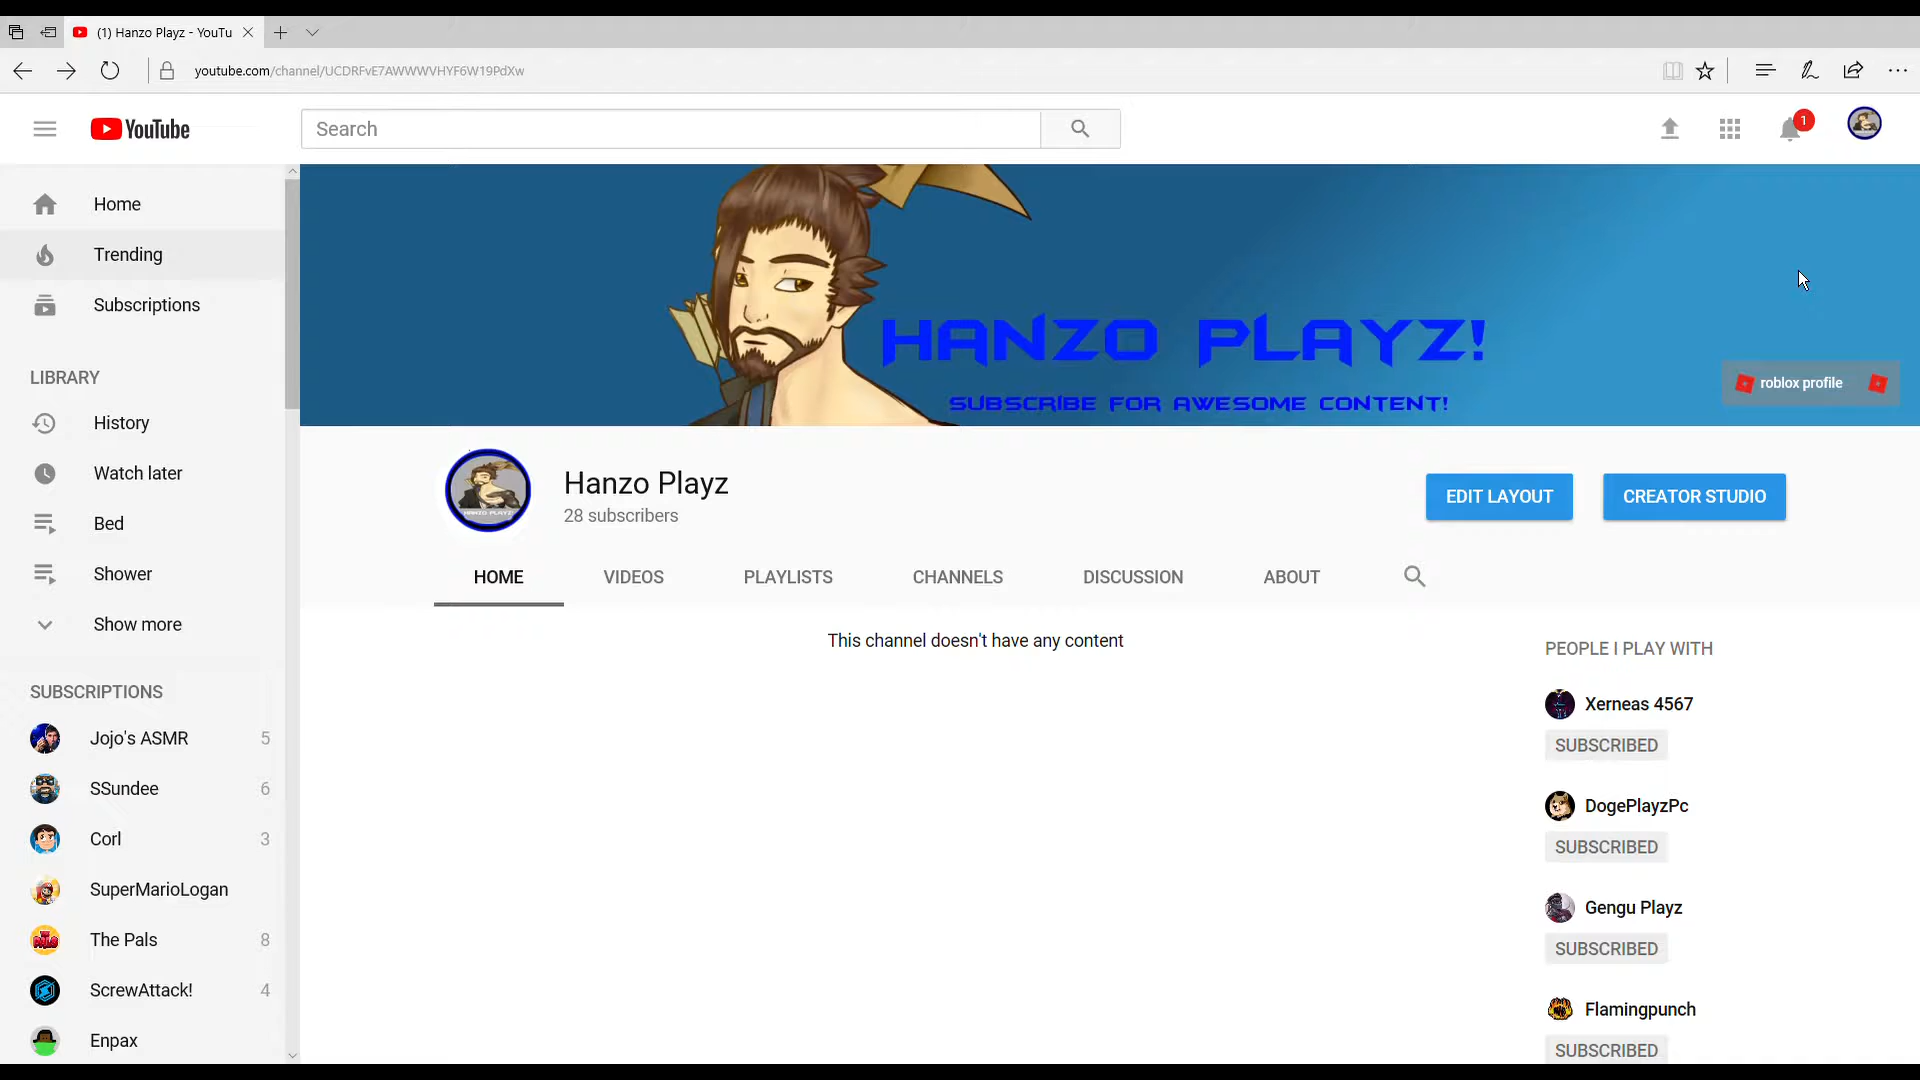 (1) Hanzo Playz - YouTu
youtube.com/channel/UCDRFvE7AWWWVHYF6W19PdXw
YouTube
Search
1
Home
Trending
Subscriptions
LIBRARY
History
Watch later
Bed
Shower
Show more
SUBSCRIPTIONS
Jojo's ASMR 5
SSundee 6
Corl 3
SuperMarioLogan
The Pals 8
ScrewAttack! 4
Enpax
HANZO PLAYZ!
SUBSCRIBE FOR AWESOME CONTENT!
roblox profile
HANZO PLAYZ!
Hanzo Playz
28 subscribers
EDIT LAYOUT
CREATOR STUDIO
HOME VIDEOS PLAYLISTS CHANNELS DISCUSSION ABOUT
This channel doesn't have any content
PEOPLE I PLAY WITH
Xerneas 4567
SUBSCRIBED
DogePlayzPc
SUBSCRIBED
Gengu Playz
SUBSCRIBED
Flamingpunch
SUBSCRIBED